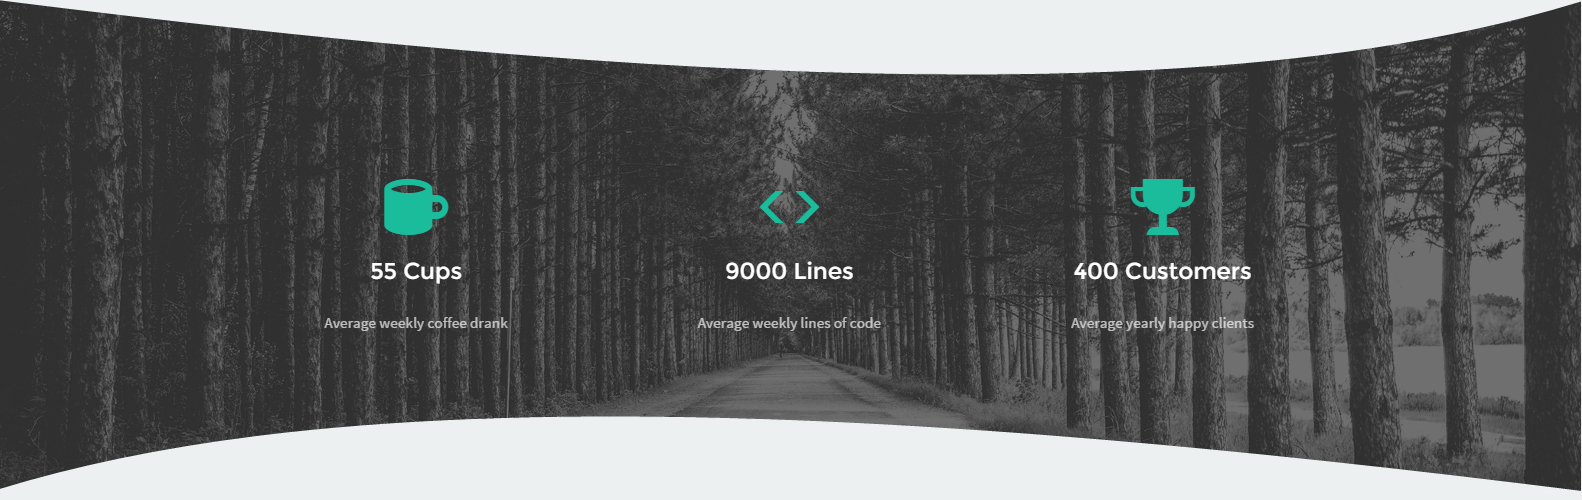 55 Cups
Average weekly coffee drank
9000 Lines
Average weekly lines of code
400 Customers
Average yearly happy clients